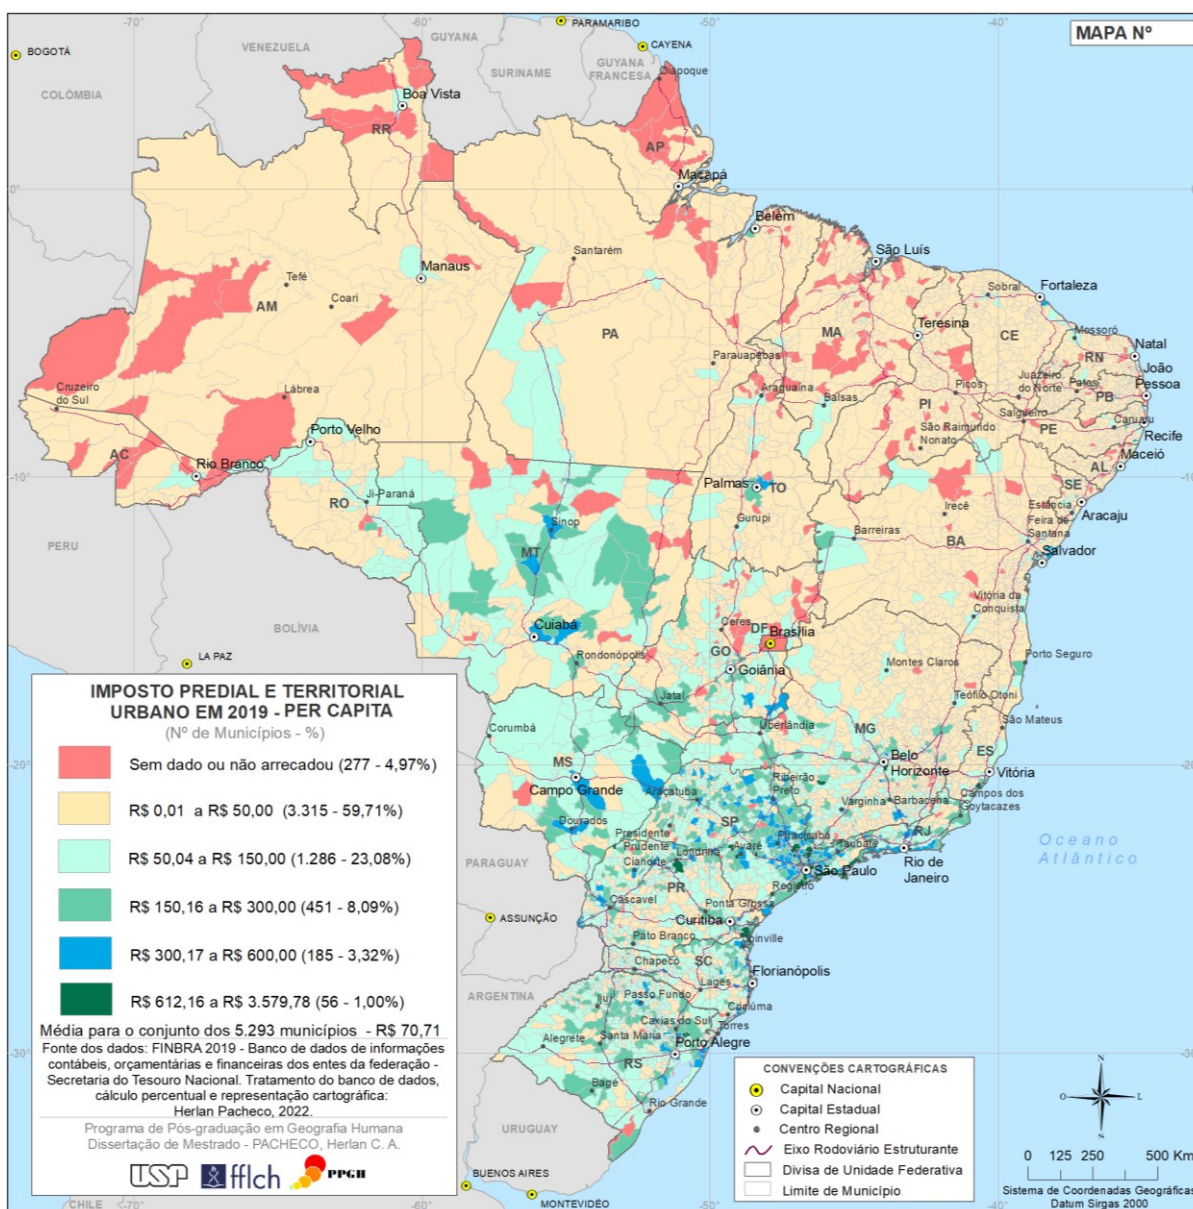 -70°
-60°
-50°
-40°
MAPA Nº
PARAMARIBO
BOGOTÁ
CAYENA
VENEZUELA
GUYANA
SURINAME
GUYANA
FRANCESA
COLÔMBIA
Oiapoque
Boa Vista
RR
AP
Macapá
0°
0°
Belém
São Luís
Santarém
Manaus
Tefé
Coari
AM
PA
Fortaleza
Sobral
Teresina
MA
CE
Mossoró
Natal
RN
Parauapebas
João
Pessoa
Juazeiro
do Norte
Patos
PB
Picos
Araguaína
Balsas
PI
Salgueiro
Caruaru
PE
São Raimundo
Nonato
Recife
Cruzeiro
do Sul
Lábrea
Porto Velho
AC
Rio Branco
Maceió
AL
-10°
-10°
Palmas
TO
SE
RO
Ji-Paraná
Irecê
Estância
Aracaju
Feira de
Santana
Gurupi
Sinop
MT
Barreiras
BA
Salvador
PERU
BOLÍVIA
Vitória da
Conquista
Cuiabá
Ceres
DF
Brasília
GO
LA PAZ
Rondonópolis
Goiânia
Porto Seguro
Montes Claros
Jataí
Teófilo Otoni
Corumbá
Uberlândia
MG
São Mateus
ES
Belo
Horizonte
-20°
-20°
MS
Vitória
Campo Grande
Ribeirão
Preto
Araçatuba
Campos dos
Goytacazes
Varginha
Barbacena
Dourados
SP
RJ
Presidente
Prudente
Piracicaba
Oceano
Atlântico
Londrina
Avaré
Taubaté
Cianorte
Rio de
Janeiro
PARAGUAY
São Paulo
PR
Registro
Cascavel
Ponta Grossa
ASSUNÇÃO
Curitiba
Pato Branco
Joinville
Chapecó
SC
Florianópolis
ARGENTINA
Lages
Ijuí
Passo Fundo
Criciúma
Caxias do Sul
Torres
Alegrete
Santa Maria
Porto Alegre
-30°
-30°
RS
Bagé
Rio Grande
URUGUAY
BUENOS AIRES
MONTEVIDÉO
CHILE
-70°
-60°
-50°
IMPOSTO PREDIAL E TERRITORIAL
URBANO EM 2019 - PER CAPITA
(Nº de Municípios - %)
Sem dado ou não arrecadou (277 - 4,97%)
R$ 0,01 a R$ 50,00 (3.315 - 59,71%)
R$ 50,04 a R$ 150,00 (1.286 - 23,08%)
R$ 150,16 a R$ 300,00 (451 - 8,09%)
R$ 300,17 a R$ 600,00 (185 - 3,32%)
R$ 612,16 a R$ 3.579,78 (56 - 1,00%)
Média para o conjunto dos 5.293 municípios - R$ 70,71
Fonte dos dados: FINBRA 2019 - Banco de dados de informações
contábeis, orçamentárias e financeiros dos entes da federação -
Secretaria do Tesouro Nacional. Tratamento do banco de dados,
cálculo percentual e representação cartográfica:
Herlan Pacheco, 2022.
Programa de Pós-graduação em Geografia Humana
Dissertação de Mestrado - PACHECO, Herlan C. A.
USP fflch PPGH
CONVENÇÕES CARTOGRÁFICAS
Capital Nacional
Capital Estadual
Centro Regional
Eixo Rodoviário Estruturante
Divisa de Unidade Federativa
Limite de Município
N
O
L
S
0 125 250 500 Km
Sistema de Coordenadas Geográficas
Datum Sirgas 2000